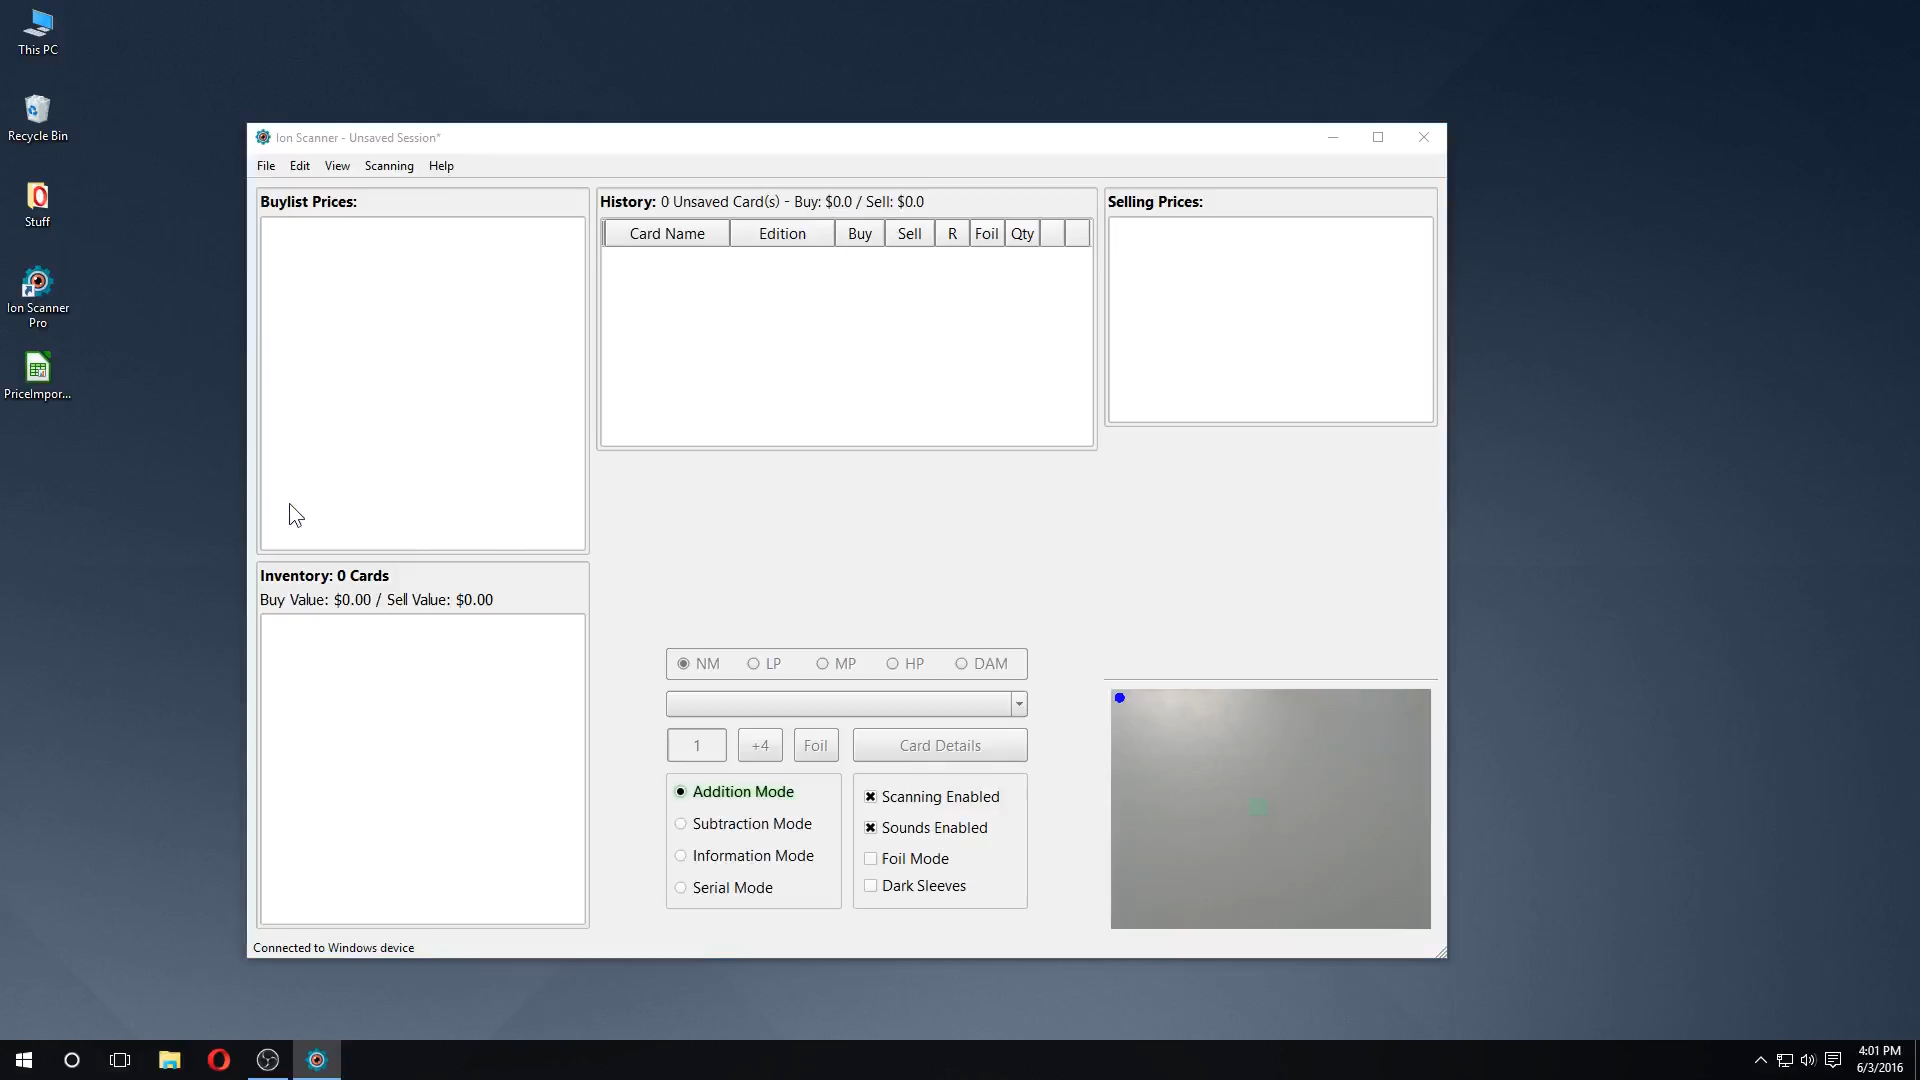 This PC
Recycle Bin
Stuff
Ion Scanner
Pro
PriceImpor...
Ion Scanner - Unsaved Session*
File Edit View Scanning Help
Buylist Prices:
History: 0 Unsaved Card(s) - Buy: $0.0 / Sell: $0.0
Card Name Edition Buy Sell R Foil Qty
Selling Prices:
Inventory: 0 Cards
Buy Value: $0.00 / Sell Value: $0.00
NM LP MP HP DAM
1 +4 Foil Card Details
Addition Mode
Subtraction Mode
Information Mode
Serial Mode
Scanning Enabled
Sounds Enabled
Foil Mode
Dark Sleeves
Connected to Windows device
4:01 PM
6/3/2016